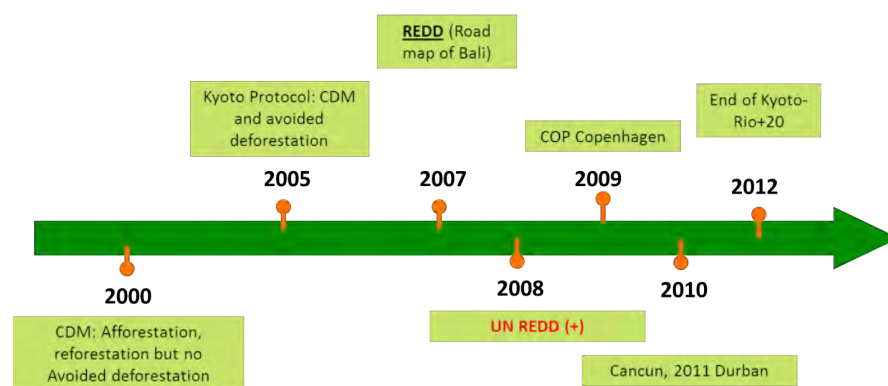 REDD (Road
map of Bali)
Kyoto Protocol: CDM
and avoided
deforestation
End of Kyoto-
Rio+20
COP Copenhagen
2005
2007
2009
2012
2000
2008
2010
CDM: Afforestation,
reforestation but no
Avoided deforestation
UN REDD (+)
Cancun, 2011 Durban